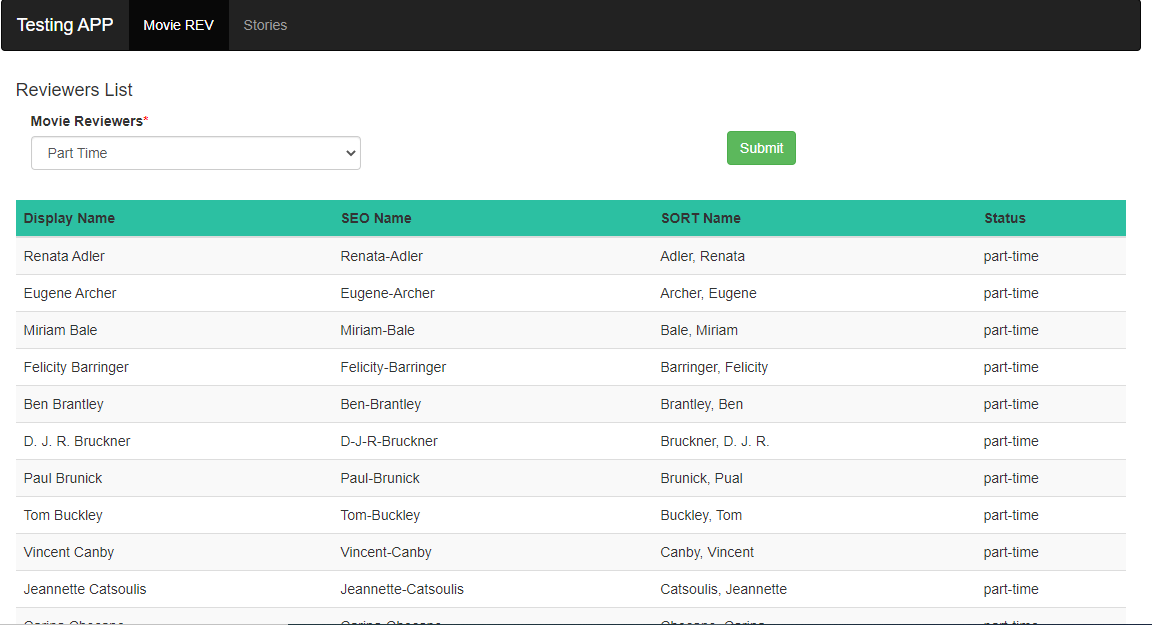 Testing APP Movie REV Stories
Reviewers List
Movie Reviewers*
Part Time
Submit
Display Name SEO Name SORT Name Status
Renata Adler Renata-Adler Adler, Renata part-time
Eugene Archer Eugene-Archer Archer, Eugene part-time
Miriam Bale Miriam-Bale Bale, Miriam part-time
Felicity Barringer Felicity-Barringer Barringer, Felicity part-time
Ben Brantley Ben-Brantley Brantley, Ben part-time
D. J. R. Bruckner D-J-R-Bruckner Bruckner, D. J. R. part-time
Paul Brunick Paul-Brunick Brunick, Pual part-time
Tom Buckley Tom-Buckley Buckley, Tom part-time
Vincent Canby Vincent-Canby Canby, Vincent part-time
Jeannette Catsoulis Jeannette-Catsoulis Catsoulis, Jeannette part-time